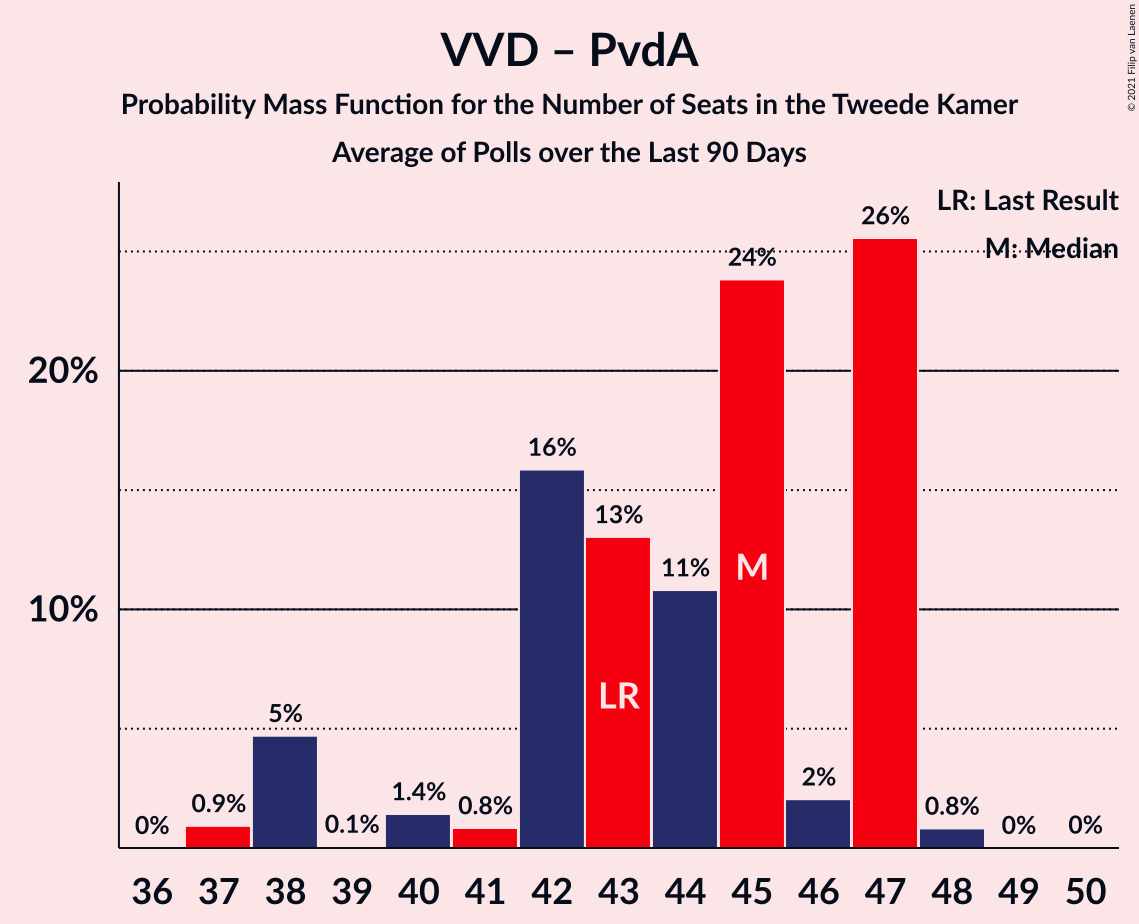 VVD – PvdA
Probability Mass Function for the Number of Seats in the Tweede Kamer
Average of Polls over the Last 90 Days
© 2021 Filip van Laenen
LR: Last Result
M: Median
20%
10%
0%
0.9%
5%
0.1%
1.4%
0.8%
16%
13%
11%
24%
2%
26%
0.8%
0%
0%
LR
M
36 37 38 39 40 41 42 43 44 45 46 47 48 49 50